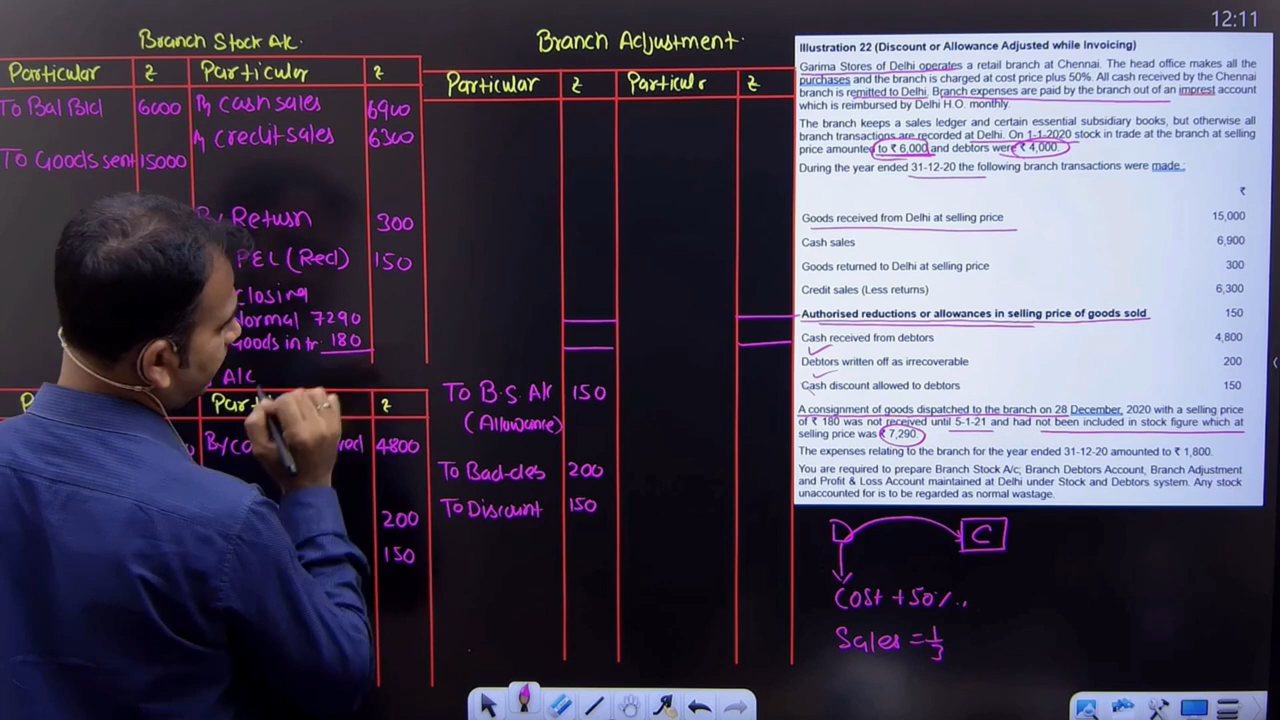 12:11
Branch Stock A/c.
Particular ₹ Particular ₹
To Bal B/d 6000 By cash sales 6900
By credit sales 6300
To Goods sent 15000
By Return 300
PEL (Red) 150
closing
Normal 7290
Goods in tr. 180
A/c
₹
4800
200
150
Branch Adjustment.
Particular ₹ Particulr ₹
To B.S. A/c 150
(Allowance)
To Bad-des 200
To Discount 150
Illustration 22 (Discount or Allowance Adjusted while Invoicing)
Garima Stores of Delhi operates a retail branch at Chennai. The head office makes all the
purchases and the branch is charged at cost price plus 50%. All cash received by the Chennai
branch is remitted to Delhi. Branch expenses are paid by the branch out of an imprest account
which is reimbursed by Delhi H.O. monthly.
The branch keeps a sales ledger and certain essential subsidiary books, but otherwise all
branch transactions are recorded at Delhi. On 1-1-2020 stock in trade at the branch at selling
price amounted to ₹ 6,000 and debtors were ₹ 4,000.
During the year ended 31-12-20 the following branch transactions were made :
₹
Goods received from Delhi at selling price 15,000
Cash sales 6,900
Goods returned to Delhi at selling price 300
Credit sales (Less returns) 6,300
Authorised reductions or allowances in selling price of goods sold 150
Cash received from debtors 4,800
Debtors written off as irrecoverable 200
Cash discount allowed to debtors 150
A consignment of goods dispatched to the branch on 28 December, 2020 with a selling price
of ₹ 180 was not received until 5-1-21 and had not been included in stock figure which at
selling price was ₹ 7,290.
The expenses relating to the branch for the year ended 31-12-20 amounted to ₹ 1,800.
You are required to prepare Branch Stock A/c; Branch Debtors Account, Branch Adjustment
and Profit & Loss Account maintained at Delhi under Stock and Debtors system. Any stock
unaccounted for is to be regarded as normal wastage.
D C
Cost + 50%.
Sales = 1/3